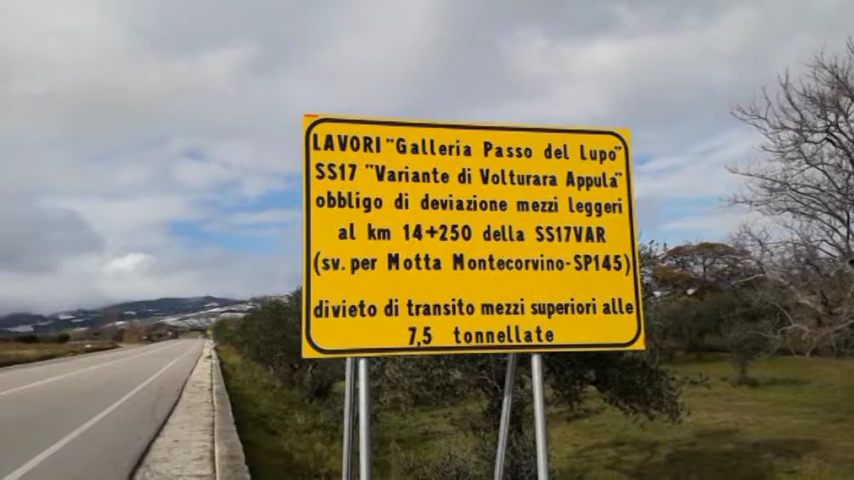 LAVORI "Galleria Passo del Lupo"
SS17 "Variante di Volturara Appula"
obbligo di deviazione mezzi leggeri
al km 14+250 della SS17VAR
(sv. per Motta Montecorvino-SP145)
divieto di transito mezzi superiori alle
7,5 tonnellate